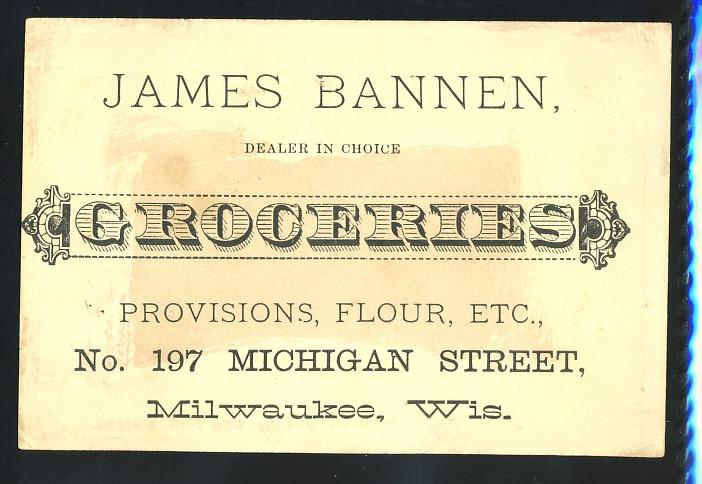 JAMES BANNEN,
DEALER IN CHOICE
GROCERIES
PROVISIONS, FLOUR, ETC.,
No. 197 MICHIGAN STREET,
Milwaukee, Wis.